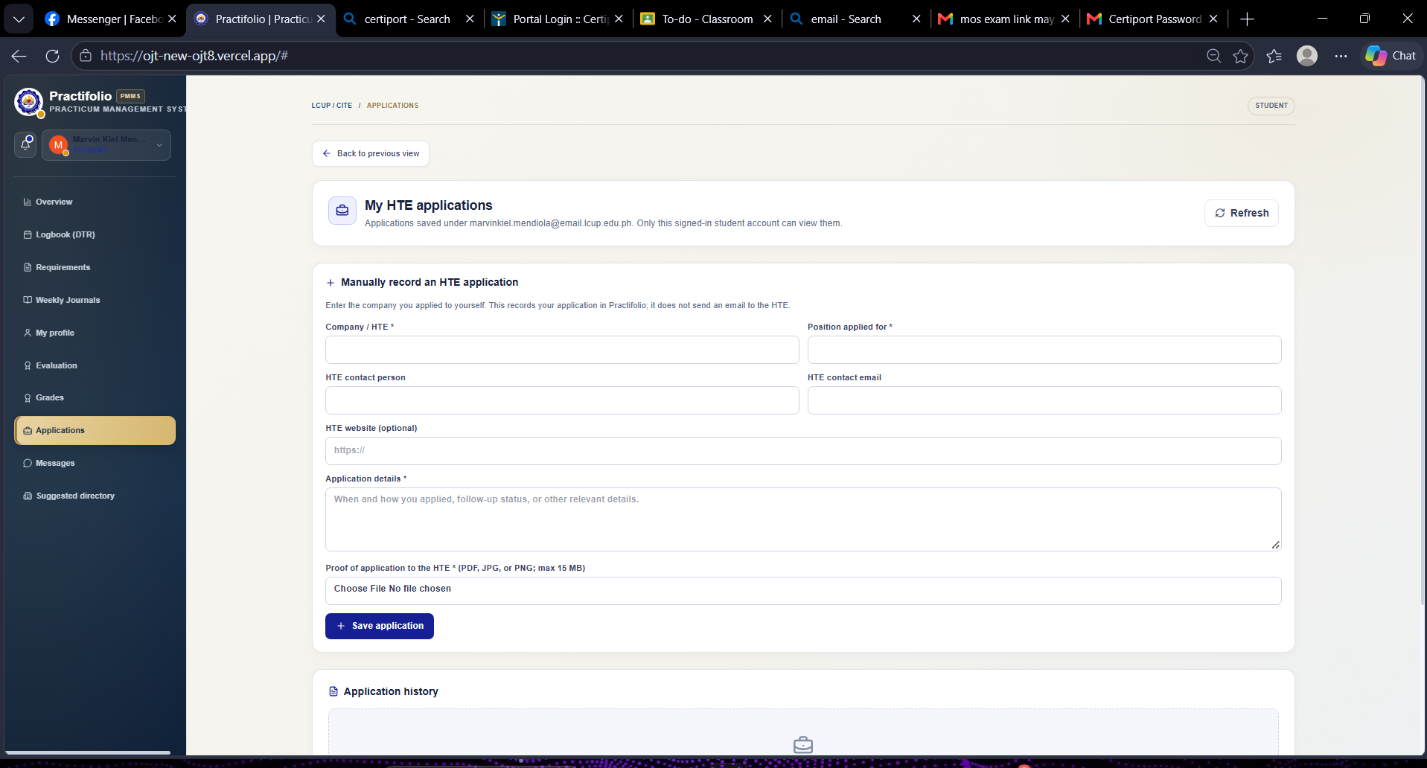 Messenger | Facebo
Practifolio | Practicu
certiport - Search
Portal Login :: Certip
To-do - Classroom
email - Search
mos exam link may
Certiport Password
https://ojt-new-ojt8.vercel.app/#
Chat
Practifolio PMMS
PRACTICUM MANAGEMENT SYST
M
Marvin Kiel Men...
Overview
Logbook (DTR)
Requirements
Weekly Journals
My profile
Evaluation
Grades
Applications
Messages
Suggested directory
LCUP / CITE / APPLICATIONS
STUDENT
Back to previous view
My HTE applications
Applications saved under marvinkiel.mendiola@email.lcup.edu.ph. Only this signed-in student account can view them.
Refresh
Manually record an HTE application
Enter the company you applied to yourself. This records your application in Practifolio; it does not send an email to the HTE.
Company / HTE *
Position applied for *
HTE contact person
HTE contact email
HTE website (optional)
https://
Application details *
When and how you applied, follow-up status, or other relevant details.
Proof of application to the HTE * (PDF, JPG, or PNG; max 15 MB)
Choose File No file chosen
+ Save application
Application history